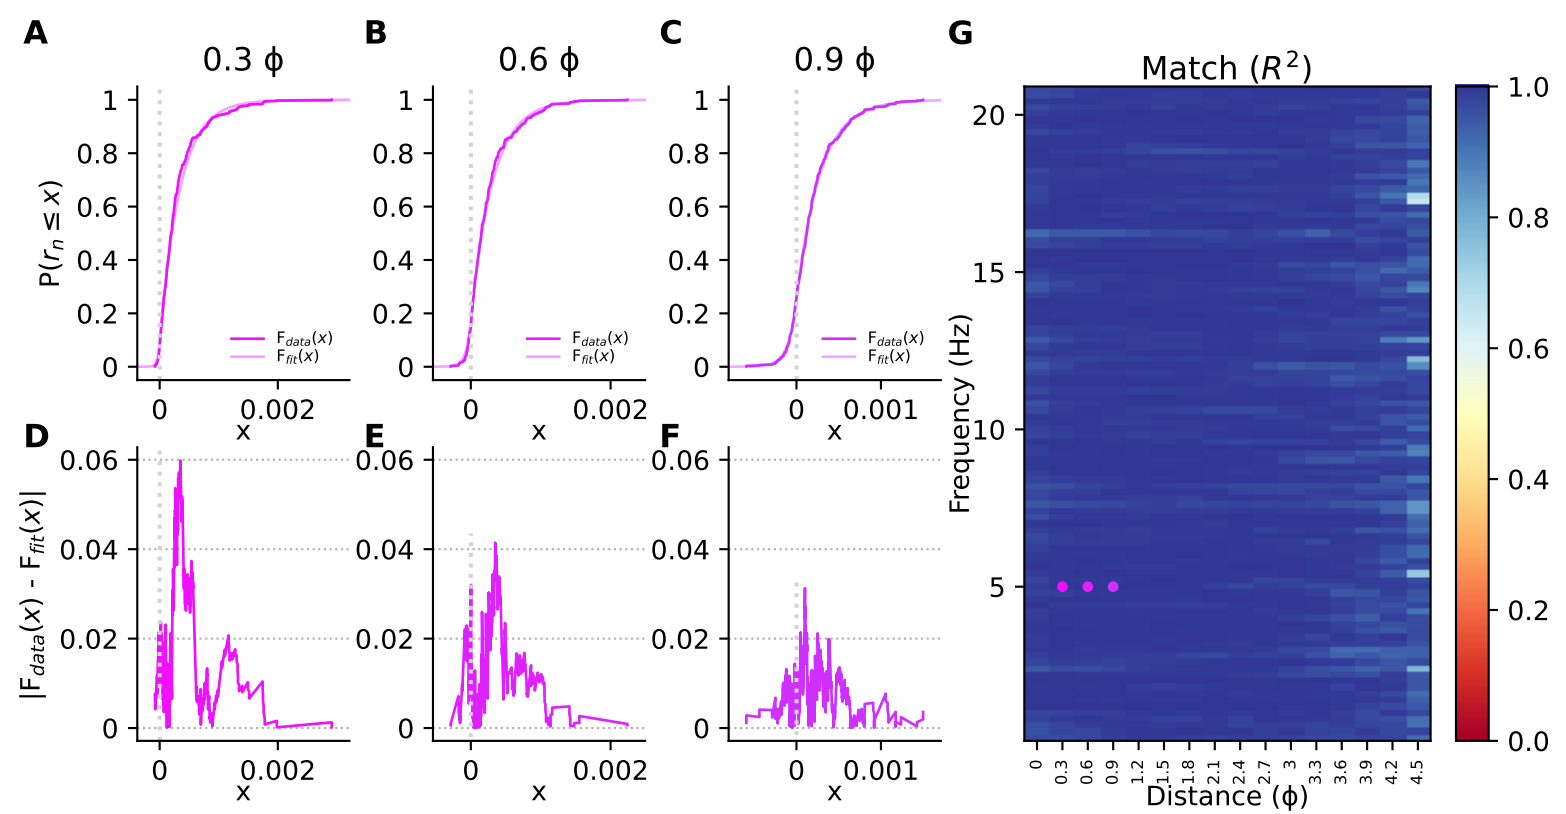 A
0.3 ϕ
P(rₙ ≤ x)
1
0.8
0.6
0.4
0.2
0
F_data(x)
F_fit(x)
0
0.002
x
B
0.6 ϕ
1
0.8
0.6
0.4
0.2
0
F_data(x)
F_fit(x)
0
0.002
x
C
0.9 ϕ
1
0.8
0.6
0.4
0.2
0
F_data(x)
F_fit(x)
0
0.001
x
D
|F_data(x) - F_fit(x)|
0.06
0.04
0.02
0
0
0.002
x
E
0.06
0.04
0.02
0
0
0.002
x
F
0.06
0.04
0.02
0
0
0.001
x
G
Match (R²)
Frequency (Hz)
20
15
10
5
0
0.3
0.6
0.9
1.2
1.5
1.8
2.1
2.4
2.7
3
3.3
3.6
3.9
4.2
4.5
Distance (ϕ)
1.0
0.8
0.6
0.4
0.2
0.0